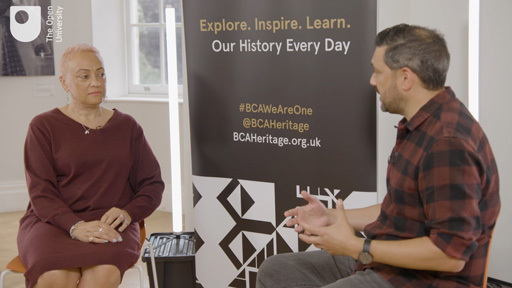 The Open
University
Explore. Inspire. Learn.
Our History Every Day
#BCAWeAreOne
@BCAHeritage
BCAHeritage.org.uk